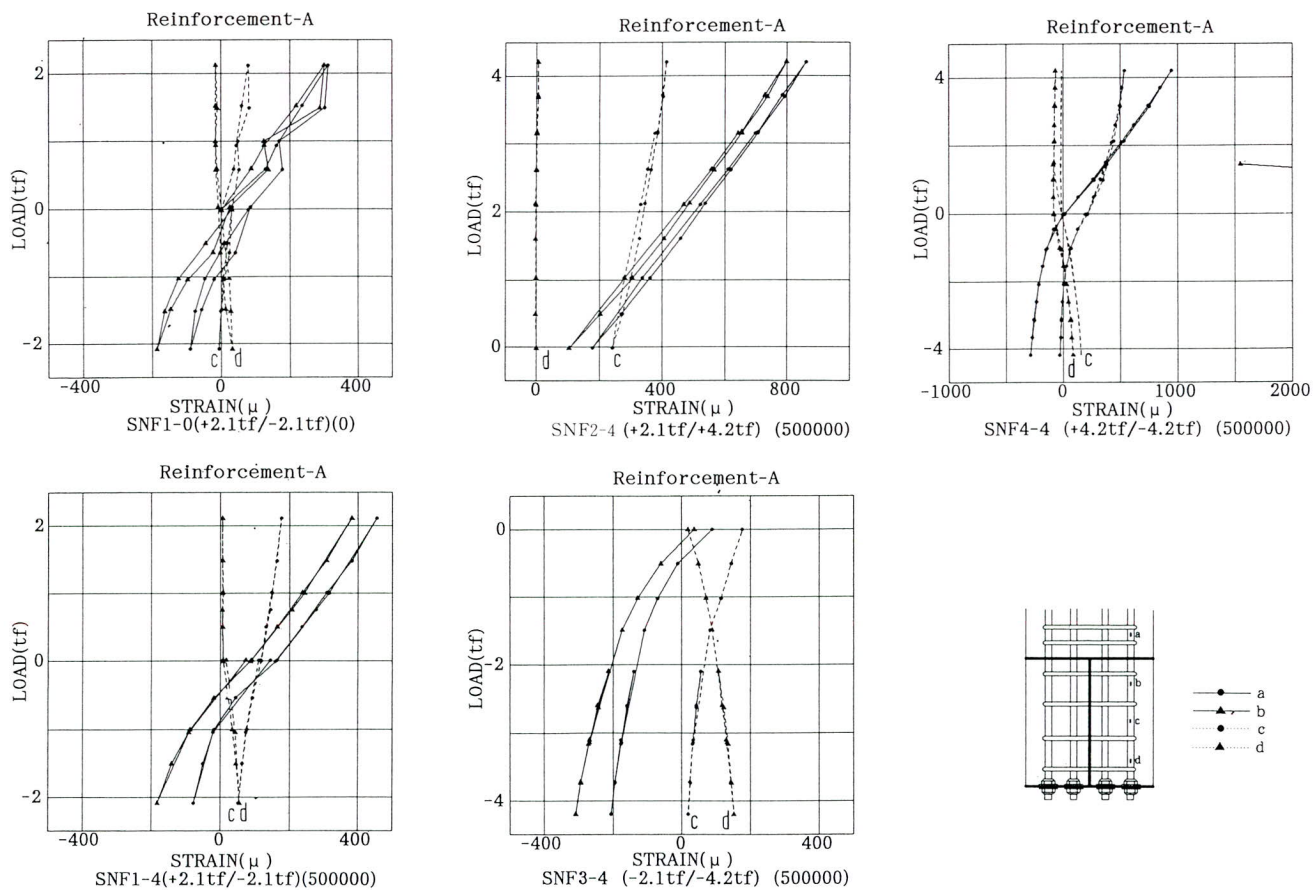 Reinforcement-A
2
0
-2
LOAD(tf)
c d
-400 0 400
STRAIN(μ)
SNF1-0(+2.1tf/-2.1tf)(0)
Reinforcement-A
4
2
0
LOAD(tf)
d c
0 400 800
STRAIN(μ)
SNF2-4 (+2.1tf/+4.2tf) (500000)
Reinforcement-A
4
0
-4
LOAD(tf)
d c
-1000 0 1000 2000
STRAIN(μ)
SNF4-4 (+4.2tf/-4.2tf) (500000)
Reinforcement-A
2
0
-2
LOAD(tf)
c d
-400 0 400
STRAIN(μ)
SNF1-4(+2.1tf/-2.1tf)(500000)
Reinforcement-A
0
-2
-4
LOAD(tf)
c d
-400 0 400
STRAIN(μ)
SNF3-4 (-2.1tf/-4.2tf) (500000)
a
b
c
d
a
b
c
d